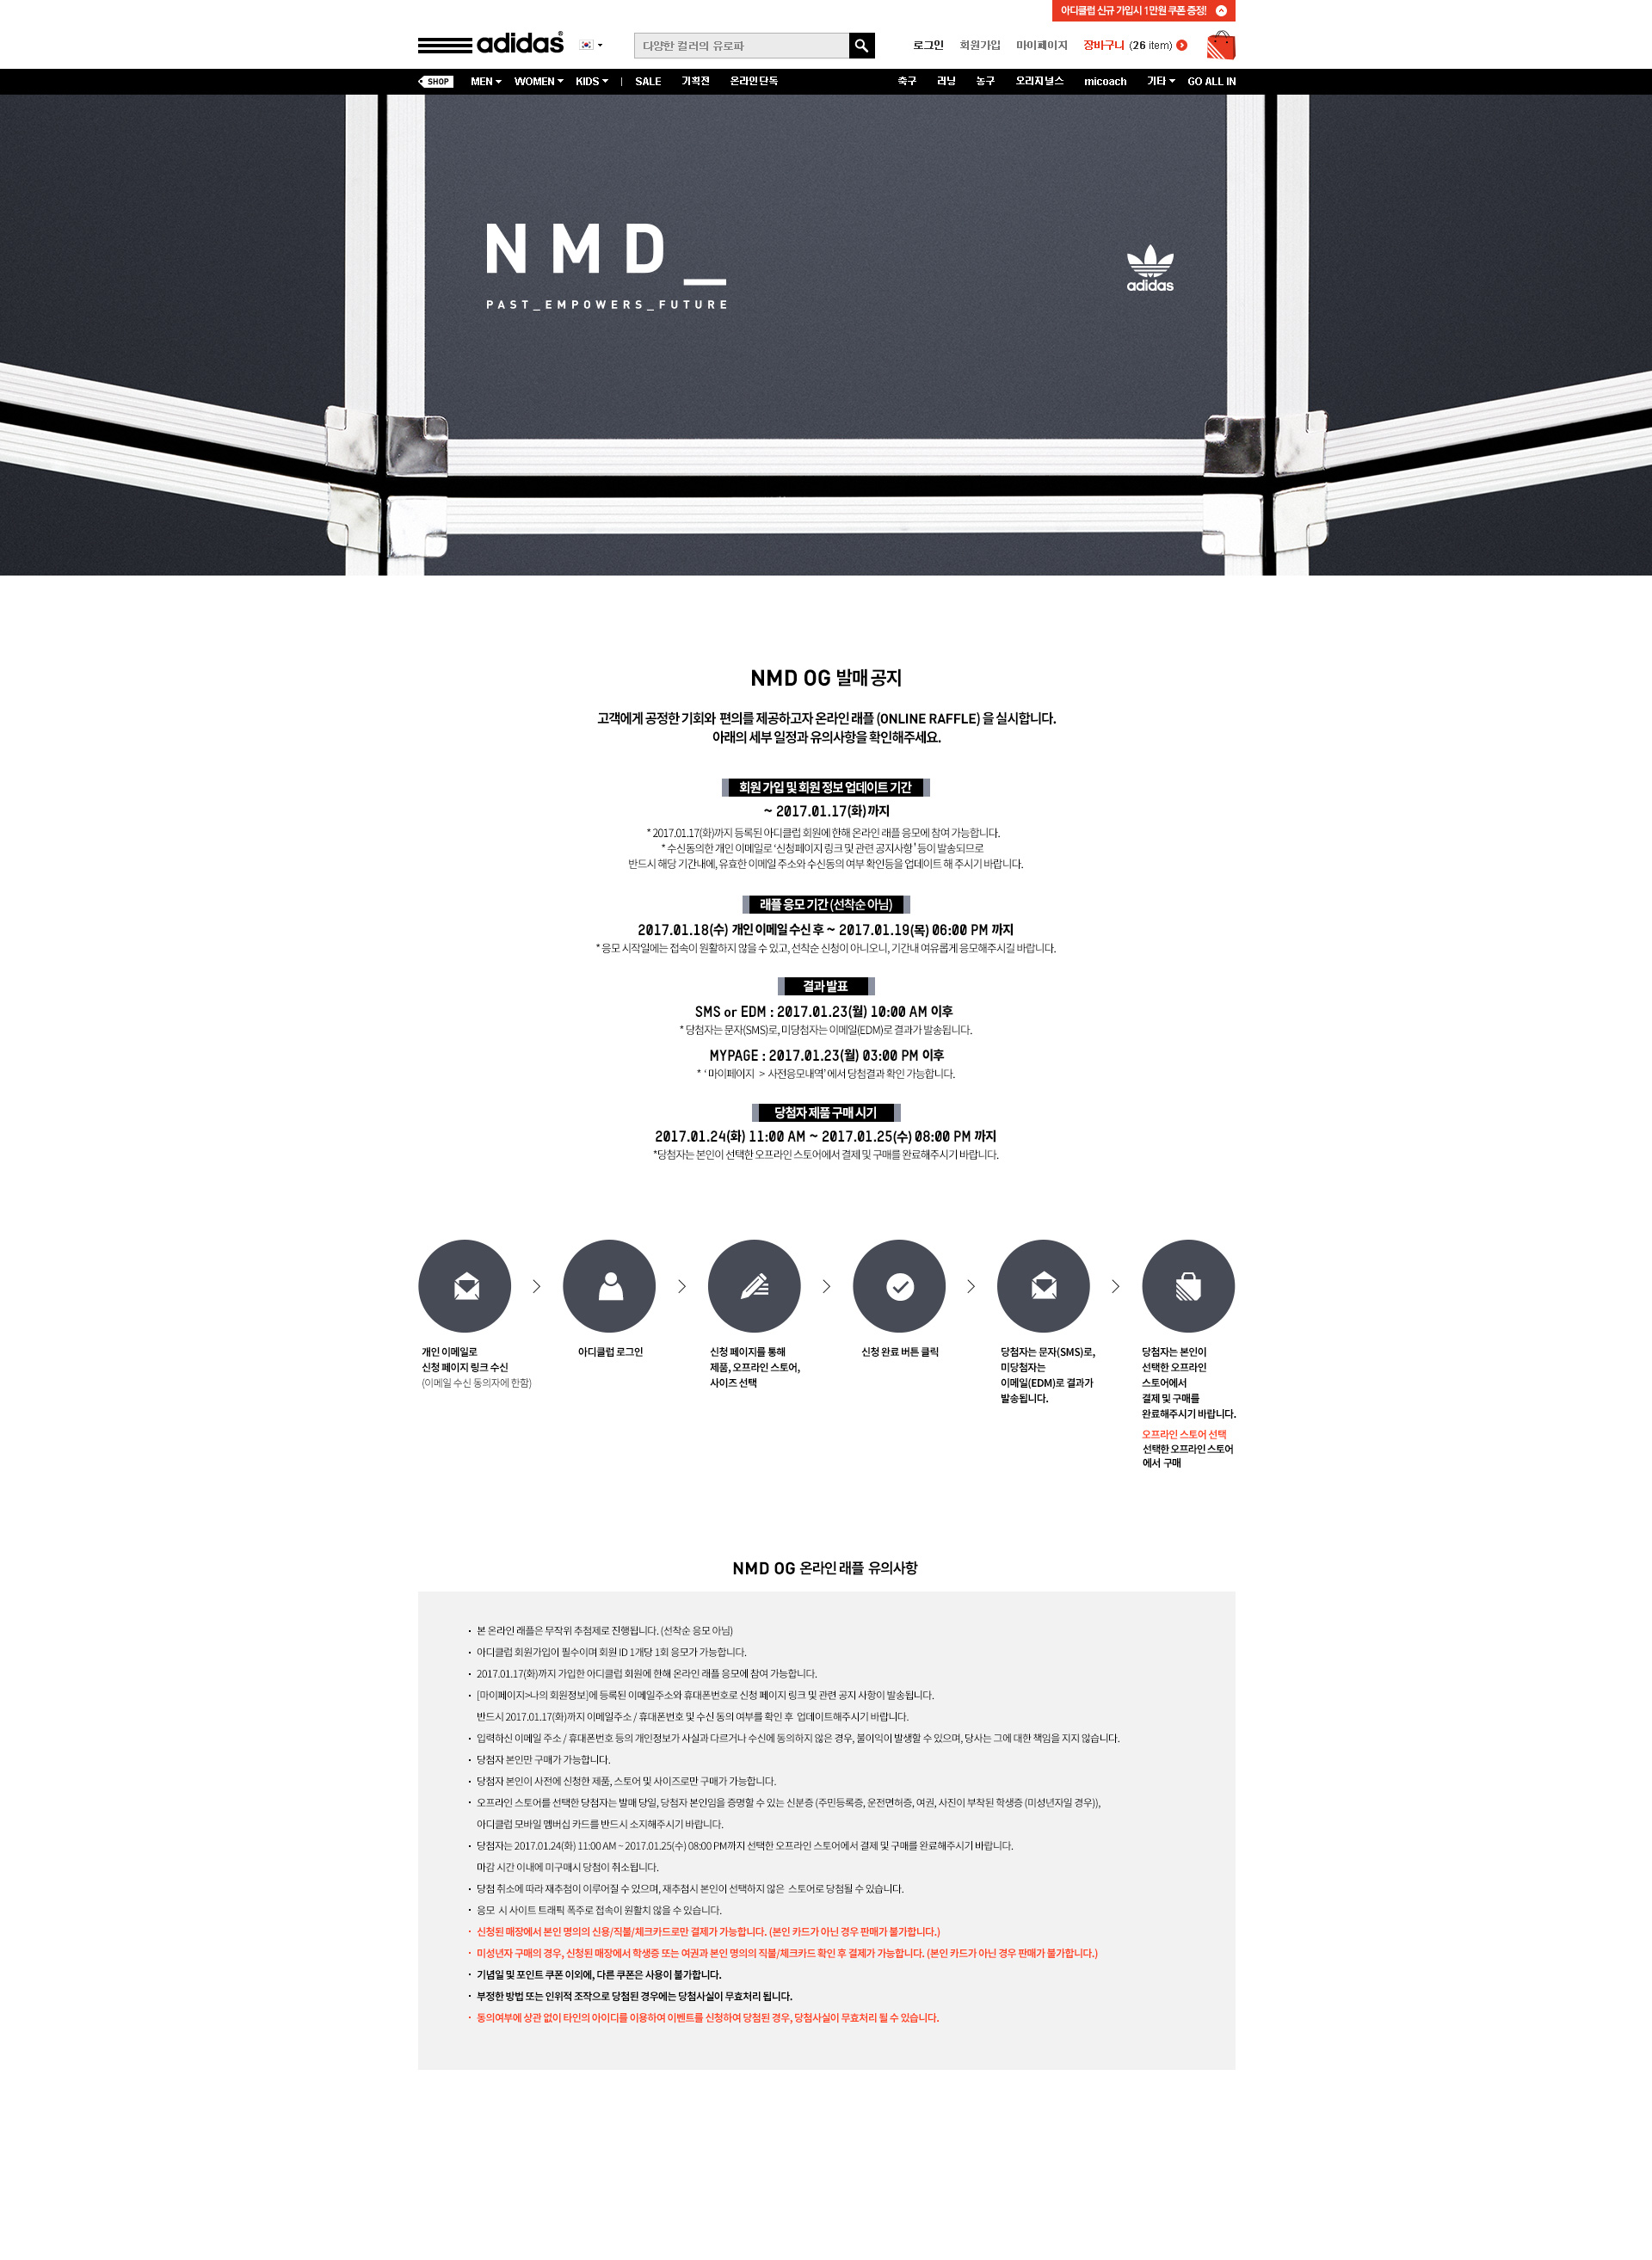 아디클럽 신규 가입시 1만원 쿠폰 증정!
adidas®
다양한 컬러의 유로파
로그인 회원가입 마이페이지 장바구니 (26 item)
SHOP MEN WOMEN KIDS | SALE 기획전 온라인단독 축구 러닝 농구 오리지널스 micoach 기타 GO ALL IN
NMD_
PAST_EMPOWERS_FUTURE
adidas
NMD OG 발매 공지
고객에게 공정한 기회와 편의를 제공하고자 온라인 래플 (ONLINE RAFFLE) 을 실시합니다.
아래의 세부 일정과 유의사항을 확인해주세요.
회원 가입 및 회원 정보 업데이트 기간
~ 2017.01.17(화)까지
* 2017.01.17(화)까지 등록된 아디클럽 회원에 한해 온라인 래플 응모에 참여 가능합니다.
* 수신동의한 개인 이메일로 ‘신청페이지 링크 및 관련 공지사항’ 등이 발송되므로
반드시 해당 기간내에, 유효한 이메일 주소와 수신동의 여부 확인등을 업데이트 해 주시기 바랍니다.
래플 응모 기간 (선착순 아님)
2017.01.18(수) 개인 이메일 수신 후 ~ 2017.01.19(목) 06:00 PM 까지
* 응모 시작일에는 접속이 원활하지 않을 수 있고, 선착순 신청이 아니오니, 기간내 여유롭게 응모해주시길 바랍니다.
결과 발표
SMS or EDM : 2017.01.23(월) 10:00 AM 이후
* 당첨자는 문자(SMS)로, 미당첨자는 이메일(EDM)로 결과가 발송됩니다.
MYPAGE : 2017.01.23(월) 03:00 PM 이후
* ‘ 마이페이지 > 사전응모내역’ 에서 당첨결과 확인 가능합니다.
당첨자 제품 구매 시기
2017.01.24(화) 11:00 AM ~ 2017.01.25(수) 08:00 PM 까지
*당첨자는 본인이 선택한 오프라인 스토어에서 결제 및 구매를 완료해주시기 바랍니다.
개인 이메일로
신청 페이지 링크 수신
(이메일 수신 동의자에 한함)
아디클럽 로그인
신청 페이지를 통해
제품, 오프라인 스토어,
사이즈 선택
신청 완료 버튼 클릭
당첨자는 문자(SMS)로,
미당첨자는
이메일(EDM)로 결과가
발송됩니다.
당첨자는 본인이
선택한 오프라인
스토어에서
결제 및 구매를
완료해주시기 바랍니다.
오프라인 스토어 선택
선택한 오프라인 스토어
에서 구매
NMD OG 온라인 래플 유의사항
· 본 온라인 래플은 무작위 추첨제로 진행됩니다. (선착순 응모 아님)
· 아디클럽 회원가입이 필수이며 회원 ID 1개당 1회 응모가 가능합니다.
· 2017.01.17(화)까지 가입한 아디클럽 회원에 한해 온라인 래플 응모에 참여 가능합니다.
· [마이페이지>나의 회원정보]에 등록된 이메일주소와 휴대폰번호로 신청 페이지 링크 및 관련 공지 사항이 발송됩니다.
반드시 2017.01.17(화)까지 이메일주소 / 휴대폰번호 및 수신 동의 여부를 확인 후 업데이트해주시기 바랍니다.
· 입력하신 이메일 주소 / 휴대폰번호 등의 개인정보가 사실과 다르거나 수신에 동의하지 않은 경우, 불이익이 발생할 수 있으며, 당사는 그에 대한 책임을 지지 않습니다.
· 당첨자 본인만 구매가 가능합니다.
· 당첨자 본인이 사전에 신청한 제품, 스토어 및 사이즈로만 구매가 가능합니다.
· 오프라인 스토어를 선택한 당첨자는 발매 당일, 당첨자 본인임을 증명할 수 있는 신분증 (주민등록증, 운전면허증, 여권, 사진이 부착된 학생증 (미성년자일 경우)),
아디클럽 모바일 멤버십 카드를 반드시 소지해주시기 바랍니다.
· 당첨자는 2017.01.24(화) 11:00 AM ~ 2017.01.25(수) 08:00 PM까지 선택한 오프라인 스토어에서 결제 및 구매를 완료해주시기 바랍니다.
마감 시간 이내에 미구매시 당첨이 취소됩니다.
· 당첨 취소에 따라 재추첨이 이루어질 수 있으며, 재추첨시 본인이 선택하지 않은 스토어로 당첨될 수 있습니다.
· 응모 시 사이트 트래픽 폭주로 접속이 원활치 않을 수 있습니다.
· 신청된 매장에서 본인 명의의 신용/직불/체크카드로만 결제가 가능합니다. (본인 카드가 아닌 경우 판매가 불가합니다.)
· 미성년자 구매의 경우, 신청된 매장에서 학생증 또는 여권과 본인 명의의 직불/체크카드 확인 후 결제가 가능합니다. (본인 카드가 아닌 경우 판매가 불가합니다.)
· 기념일 및 포인트 쿠폰 이외에, 다른 쿠폰은 사용이 불가합니다.
· 부정한 방법 또는 인위적 조작으로 당첨된 경우에는 당첨사실이 무효처리 됩니다.
· 동의여부에 상관 없이 타인의 아이디를 이용하여 이벤트를 신청하여 당첨된 경우, 당첨사실이 무효처리 될 수 있습니다.